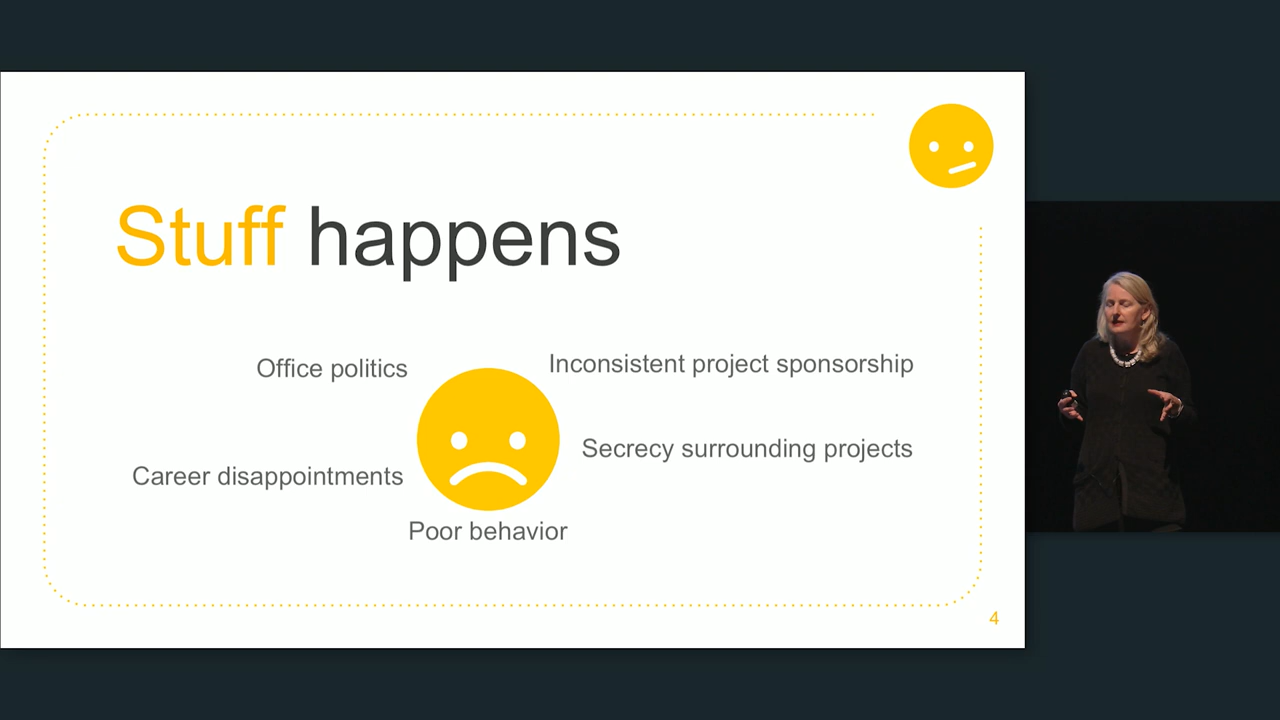 Stuff happens
Office politics
Inconsistent project sponsorship
Secrecy surrounding projects
Career disappointments
Poor behavior
4